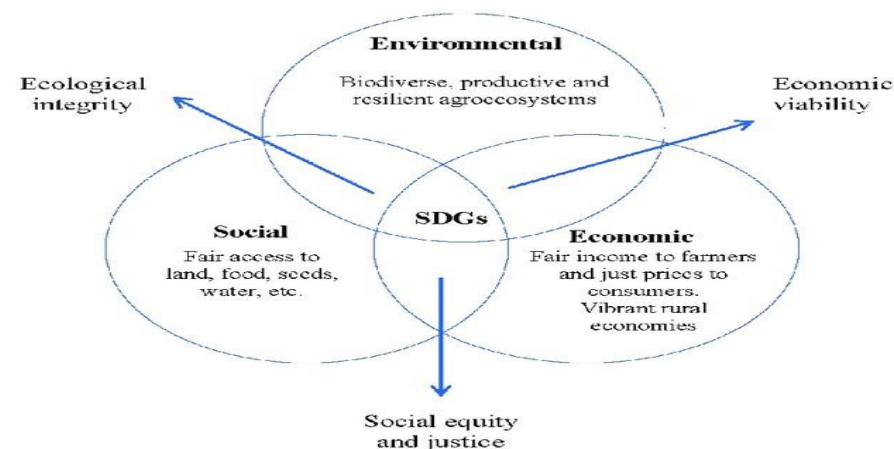 Environmental
Biodiverse, productive and
resilient agroccosystems
Ecological
integrity
Economic
viability
SDGs
Social
Fair access to
land, food, seeds,
water, etc.
Economic
Fair income to farmers
and just prices to
consumers.
Vibrant rural
economies
Social equity
and justice